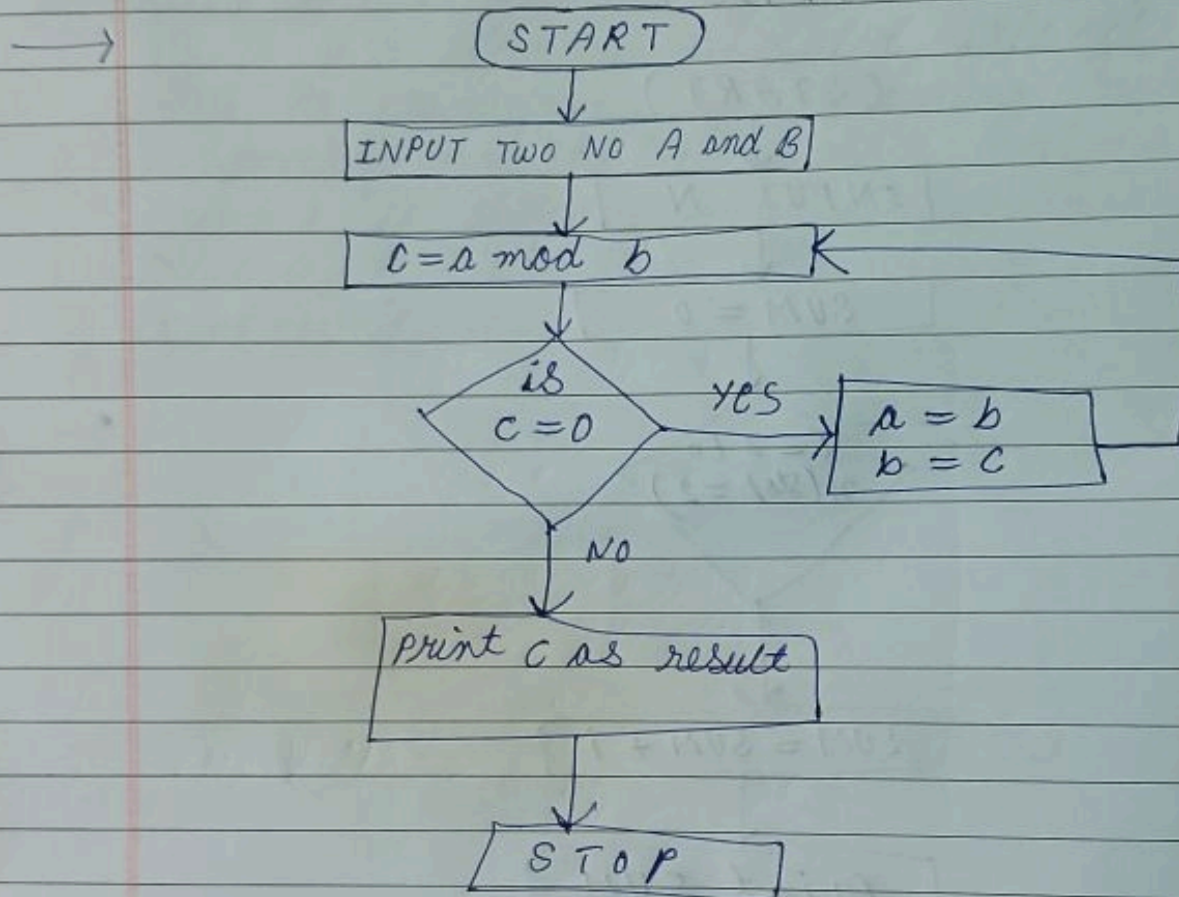 START
INPUT TWO NO A and B
C = a mod b
is
C = 0
YES
a = b
b = c
NO
print c as result
STOP